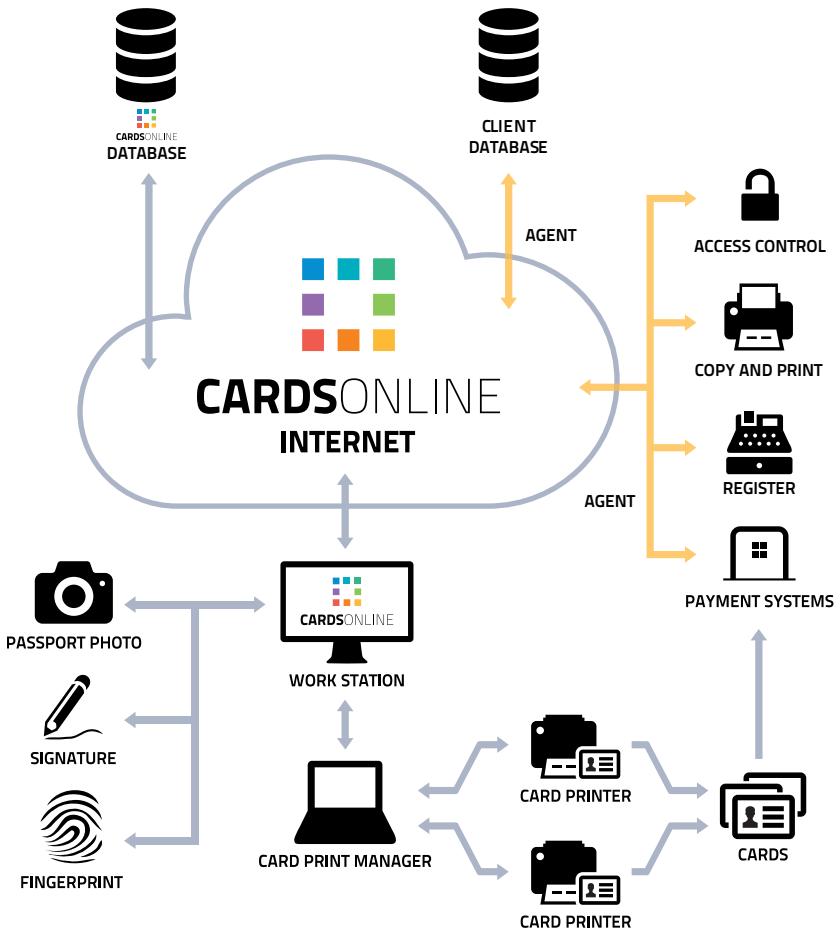 CARDSONLINE
DATABASE
CLIENT
DATABASE
AGENT
ACCESS CONTROL
COPY AND PRINT
CARDSONLINE
INTERNET
REGISTER
AGENT
PAYMENT SYSTEMS
CARDSONLINE
WORK STATION
PASSPORT PHOTO
SIGNATURE
FINGERPRINT
CARD PRINT MANAGER
CARD PRINTER
CARD PRINTER
CARDS